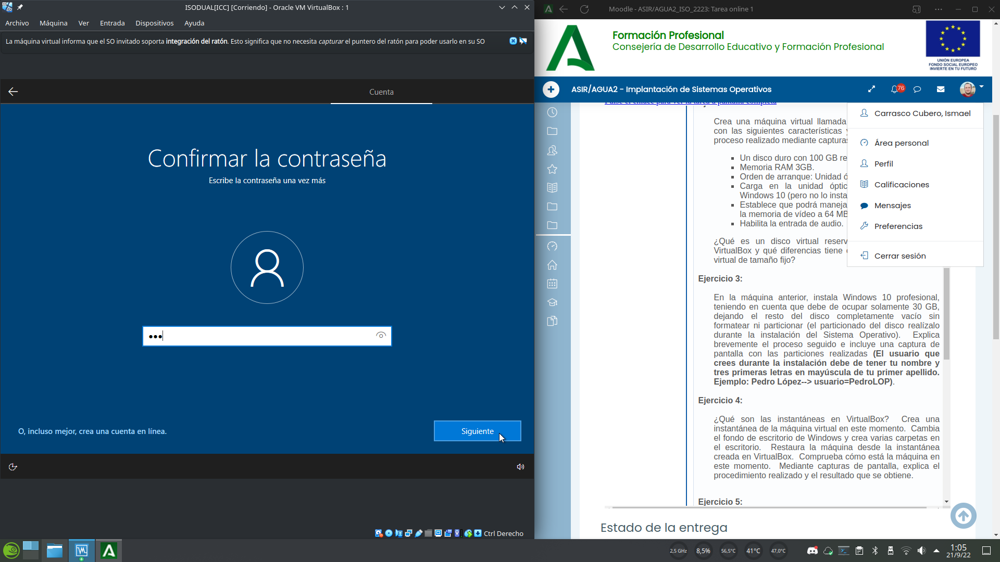 ISODUAL[ICC] [Corriendo] - Oracle VM VirtualBox : 1
Archivo Máquina Ver Entrada Dispositivos Ayuda
La máquina virtual informa que el SO invitado soporta integración del ratón. Esto significa que no necesita capturar el puntero del ratón para poder usarlo en su SO
Cuenta
Confirmar la contraseña
Escribe la contraseña una vez más
O, incluso mejor, crea una cuenta en línea.
Siguiente
Ctrl Derecho
Moodle - ASIR/AGUA2_ISO_2223: Tarea online 1
Formación Profesional
Consejería de Desarrollo Educativo y Formación Profesional
UNIÓN EUROPEA
FONDO SOCIAL EUROPEO
INVIERTE EN TU FUTURO
ASIR/AGUA2 - Implantación de Sistemas Operativos
76
Pulse el enlace para ver la tarea a pantalla completa
Crea una máquina virtual llamada
con las siguientes características
proceso realizado mediante capturas
Un disco duro con 100 GB re
Memoria RAM 3GB.
Orden de arranque: Unidad ó
Carga en la unidad óptic
Windows 10 (pero no lo insta
Establece que podrá maneja
la memoria de vídeo a 64 MB
Habilita la entrada de audio.
¿Qué es un disco virtual reserv
VirtualBox y qué diferencias tiene
virtual de tamaño fijo?
Carrasco Cubero, Ismael
Área personal
Perfil
Calificaciones
Mensajes
Preferencias
Cerrar sesión
Ejercicio 3:
En la máquina anterior, instala Windows 10 profesional,
teniendo en cuenta que debe de ocupar solamente 30 GB,
dejando el resto del disco completamente vacío sin
formatear ni particionar (el particionado del disco realízalo
durante la instalación del Sistema Operativo). Explica
brevemente el proceso seguido e incluye una captura de
pantalla con las particiones realizadas (El usuario que
crees durante la instalación debe de tener tu nombre y
tres primeras letras en mayúscula de tu primer apellido.
Ejemplo: Pedro López--> usuario=PedroLOP).
Ejercicio 4:
¿Qué son las instantáneas en VirtualBox? Crea una
instantánea de la máquina virtual en este momento. Cambia
el fondo de escritorio de Windows y crea varias carpetas en
el escritorio. Restaura la máquina desde la instantánea
creada en VirtualBox. Comprueba cómo está la máquina en
este momento. Mediante capturas de pantalla, explica el
procedimiento realizado y el resultado que se obtiene.
Ejercicio 5:
Estado de la entrega
2,5 GHz 8,5% 56,5°C 41°C 47,0°C
1:05
21/9/22